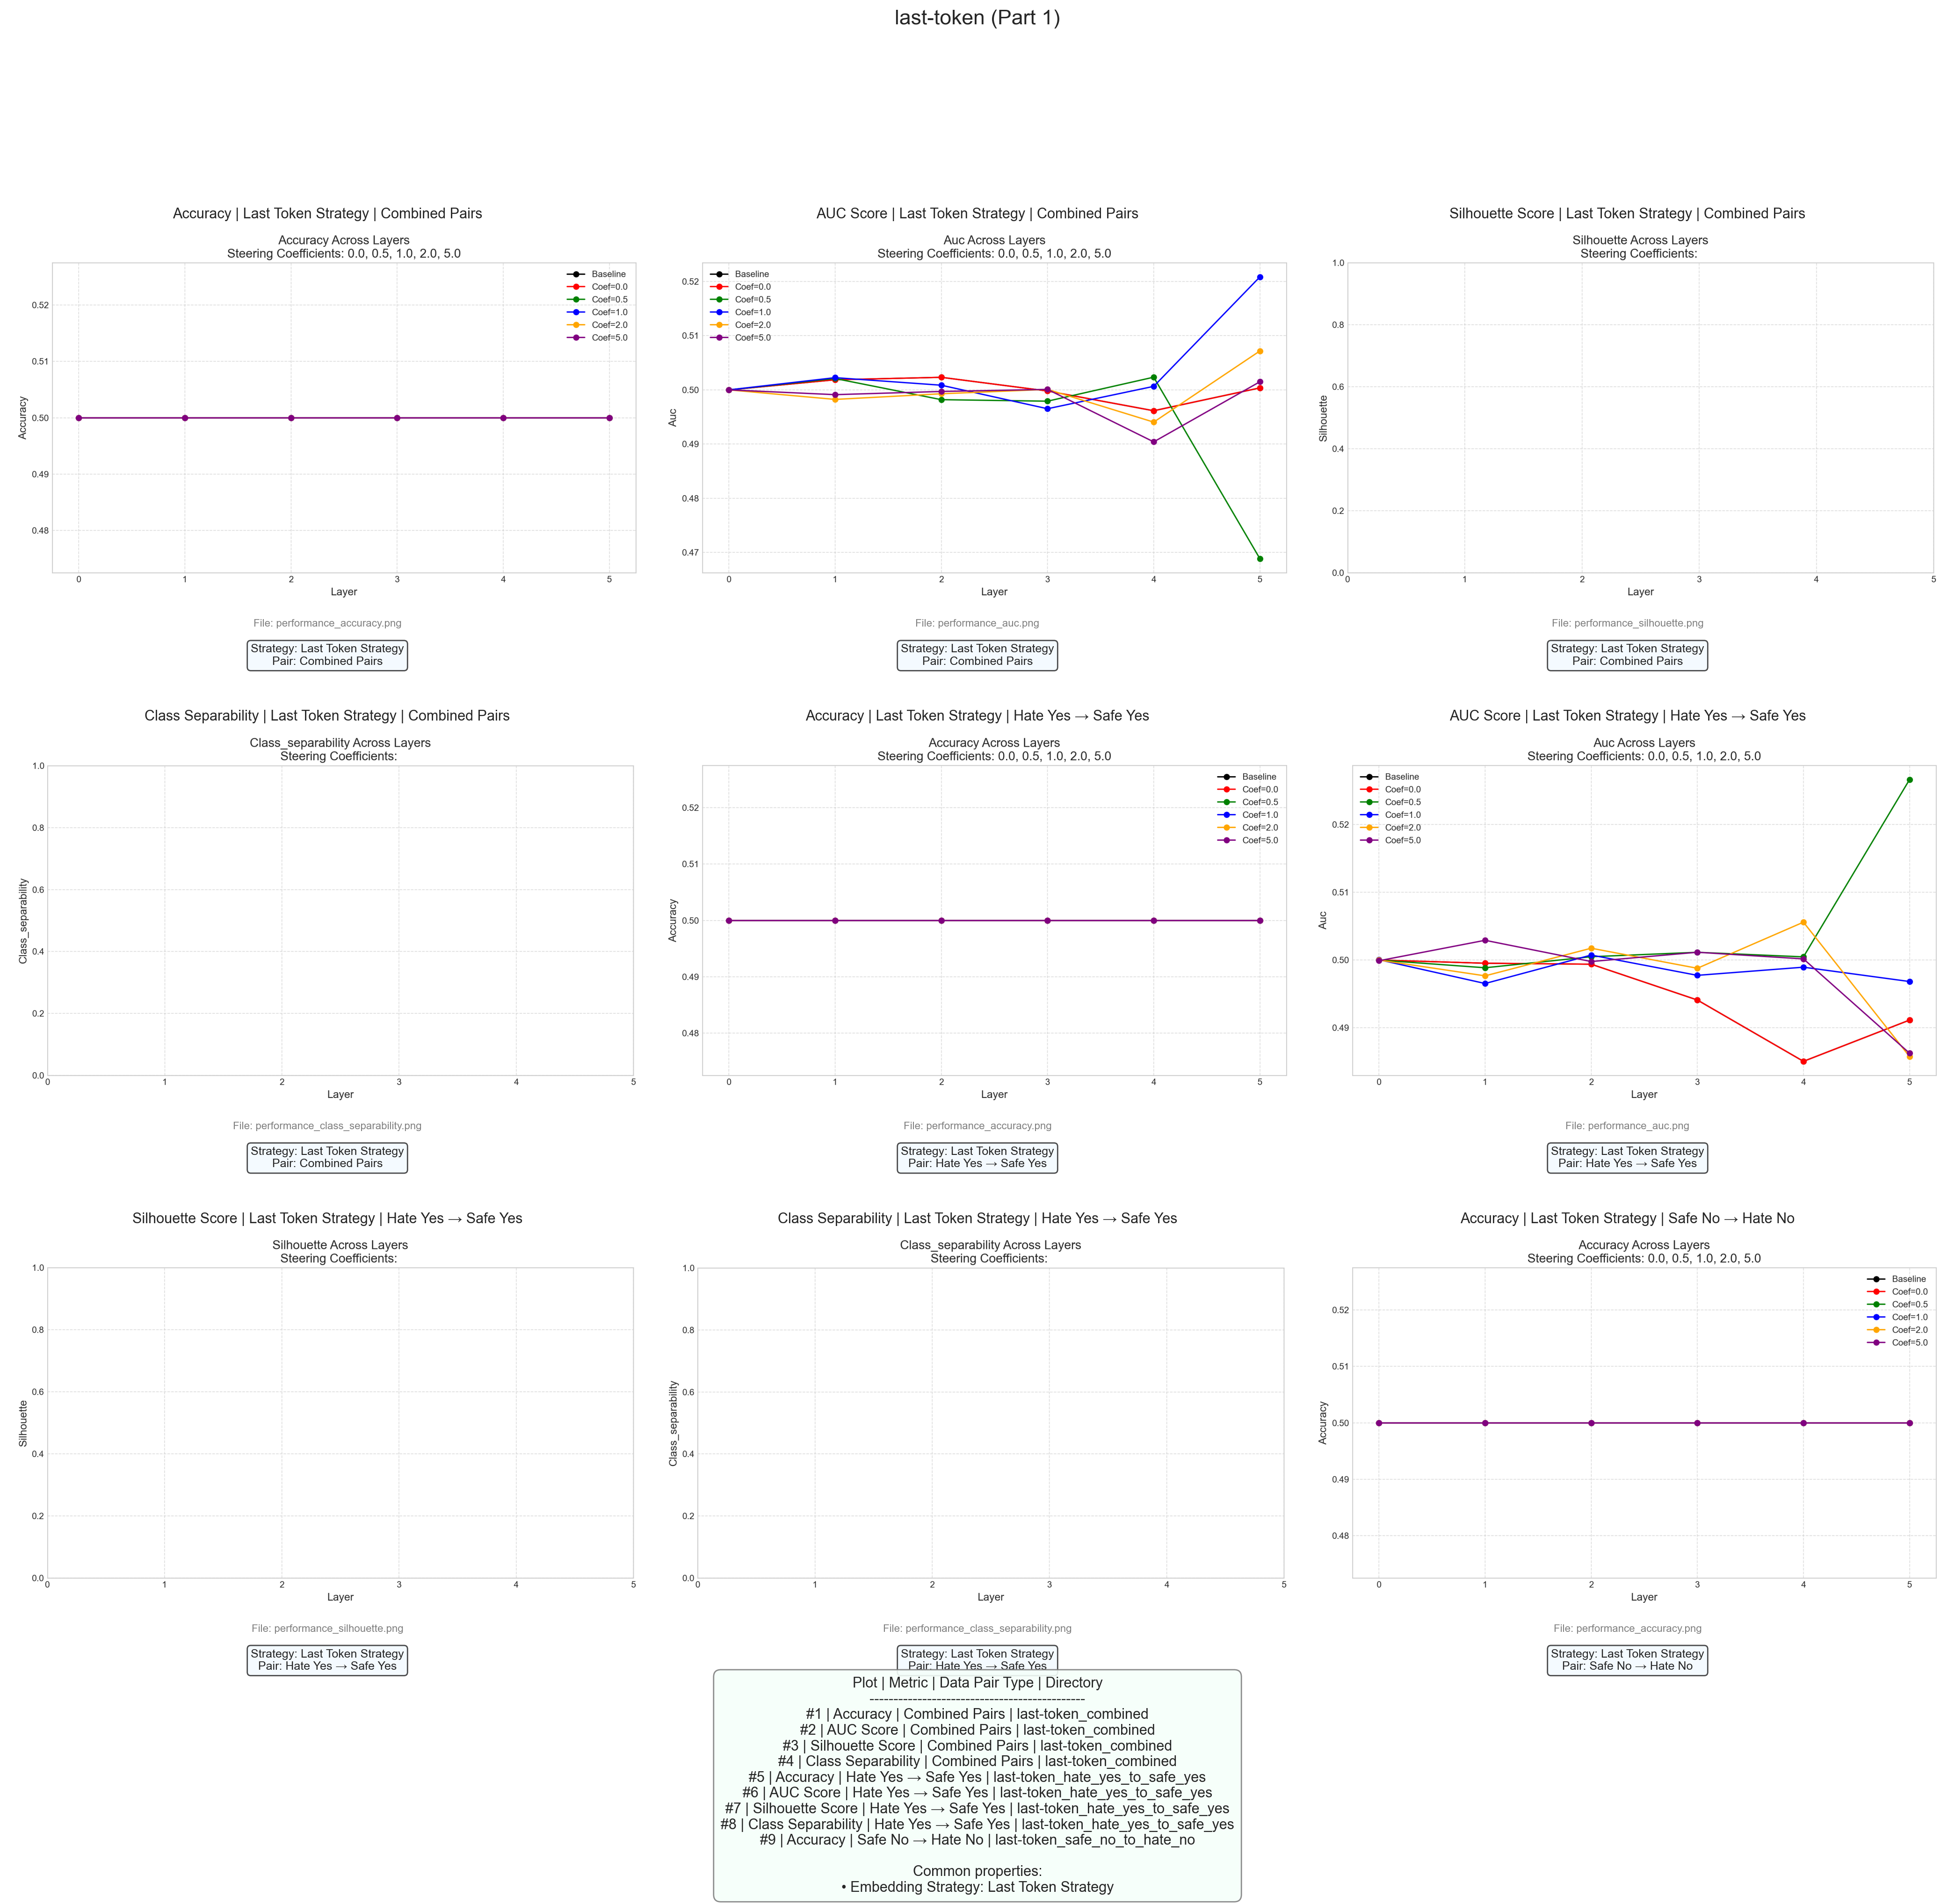 last-token (Part 1)
Accuracy | Last Token Strategy | Combined Pairs
Accuracy Across Layers
Steering Coefficients: 0.0, 0.5, 1.0, 2.0, 5.0
Baseline
Coef=0.0
Coef=0.5
Coef=1.0
Coef=2.0
Coef=5.0
0.52
0.51
0.50
0.49
0.48
Accuracy
0 1 2 3 4 5
Layer
File: performance_accuracy.png
Strategy: Last Token Strategy
Pair: Combined Pairs
AUC Score | Last Token Strategy | Combined Pairs
Auc Across Layers
Steering Coefficients: 0.0, 0.5, 1.0, 2.0, 5.0
Baseline
Coef=0.0
Coef=0.5
Coef=1.0
Coef=2.0
Coef=5.0
0.52
0.51
0.50
0.49
0.48
0.47
Auc
0 1 2 3 4 5
Layer
File: performance_auc.png
Strategy: Last Token Strategy
Pair: Combined Pairs
Silhouette Score | Last Token Strategy | Combined Pairs
Silhouette Across Layers
Steering Coefficients:
1.0
0.8
0.6
0.4
0.2
0.0
Silhouette
0 1 2 3 4 5
Layer
File: performance_silhouette.png
Strategy: Last Token Strategy
Pair: Combined Pairs
Class Separability | Last Token Strategy | Combined Pairs
Class_separability Across Layers
Steering Coefficients:
1.0
0.8
0.6
0.4
0.2
0.0
Class_separability
0 1 2 3 4 5
Layer
File: performance_class_separability.png
Strategy: Last Token Strategy
Pair: Combined Pairs
Accuracy | Last Token Strategy | Hate Yes → Safe Yes
Accuracy Across Layers
Steering Coefficients: 0.0, 0.5, 1.0, 2.0, 5.0
Baseline
Coef=0.0
Coef=0.5
Coef=1.0
Coef=2.0
Coef=5.0
0.52
0.51
0.50
0.49
0.48
Accuracy
0 1 2 3 4 5
Layer
File: performance_accuracy.png
Strategy: Last Token Strategy
Pair: Hate Yes → Safe Yes
AUC Score | Last Token Strategy | Hate Yes → Safe Yes
Auc Across Layers
Steering Coefficients: 0.0, 0.5, 1.0, 2.0, 5.0
Baseline
Coef=0.0
Coef=0.5
Coef=1.0
Coef=2.0
Coef=5.0
0.52
0.51
0.50
0.49
Auc
0 1 2 3 4 5
Layer
File: performance_auc.png
Strategy: Last Token Strategy
Pair: Hate Yes → Safe Yes
Silhouette Score | Last Token Strategy | Hate Yes → Safe Yes
Silhouette Across Layers
Steering Coefficients:
1.0
0.8
0.6
0.4
0.2
0.0
Silhouette
0 1 2 3 4 5
Layer
File: performance_silhouette.png
Strategy: Last Token Strategy
Pair: Hate Yes → Safe Yes
Class Separability | Last Token Strategy | Hate Yes → Safe Yes
Class_separability Across Layers
Steering Coefficients:
1.0
0.8
0.6
0.4
0.2
0.0
Class_separability
0 1 2 3 4 5
Layer
File: performance_class_separability.png
Strategy: Last Token Strategy
Pair: Hate Yes → Safe Yes
Accuracy | Last Token Strategy | Safe No → Hate No
Accuracy Across Layers
Steering Coefficients: 0.0, 0.5, 1.0, 2.0, 5.0
Baseline
Coef=0.0
Coef=0.5
Coef=1.0
Coef=2.0
Coef=5.0
0.52
0.51
0.50
0.49
0.48
Accuracy
0 1 2 3 4 5
Layer
File: performance_accuracy.png
Strategy: Last Token Strategy
Pair: Safe No → Hate No
Plot | Metric | Data Pair Type | Directory
---------------------------------------------
#1 | Accuracy | Combined Pairs | last-token_combined
#2 | AUC Score | Combined Pairs | last-token_combined
#3 | Silhouette Score | Combined Pairs | last-token_combined
#4 | Class Separability | Combined Pairs | last-token_combined
#5 | Accuracy | Hate Yes → Safe Yes | last-token_hate_yes_to_safe_yes
#6 | AUC Score | Hate Yes → Safe Yes | last-token_hate_yes_to_safe_yes
#7 | Silhouette Score | Hate Yes → Safe Yes | last-token_hate_yes_to_safe_yes
#8 | Class Separability | Hate Yes → Safe Yes | last-token_hate_yes_to_safe_yes
#9 | Accuracy | Safe No → Hate No | last-token_safe_no_to_hate_no
Common properties:
• Embedding Strategy: Last Token Strategy